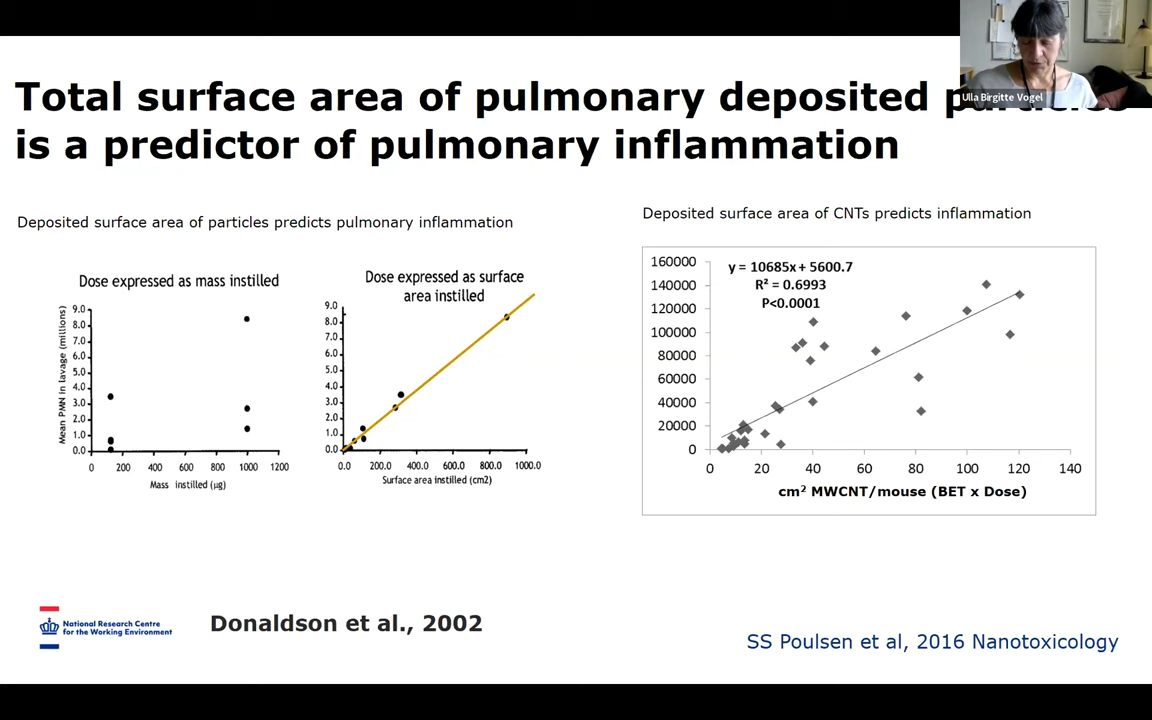 Total surface area of pulmonary deposited
is a predictor of pulmonary inflammation
Ulla Birgitte Vogel
Deposited surface area of particles predicts pulmonary inflammation
Dose expressed as mass instilled
Mean PMN in lavage (millions)
9.0
8.0
7.0
6.0
5.0
4.0
3.0
2.0
1.0
0.0
0 200 400 600 800 1000 1200
Mass instilled (µg)
Dose expressed as surface
area instilled
9.0
8.0
7.0
6.0
5.0
4.0
3.0
2.0
1.0
0.0
0.0 200.0 400.0 600.0 800.0 1000.0
Surface area instilled (cm2)
Deposited surface area of CNTs predicts inflammation
y = 10685x + 5600.7
R² = 0.6993
P<0.0001
160000
140000
120000
100000
80000
60000
40000
20000
0
0 20 40 60 80 100 120 140
cm² MWCNT/mouse (BET x Dose)
National Research Centre
for the Working Environment
Donaldson et al., 2002
SS Poulsen et al, 2016 Nanotoxicology